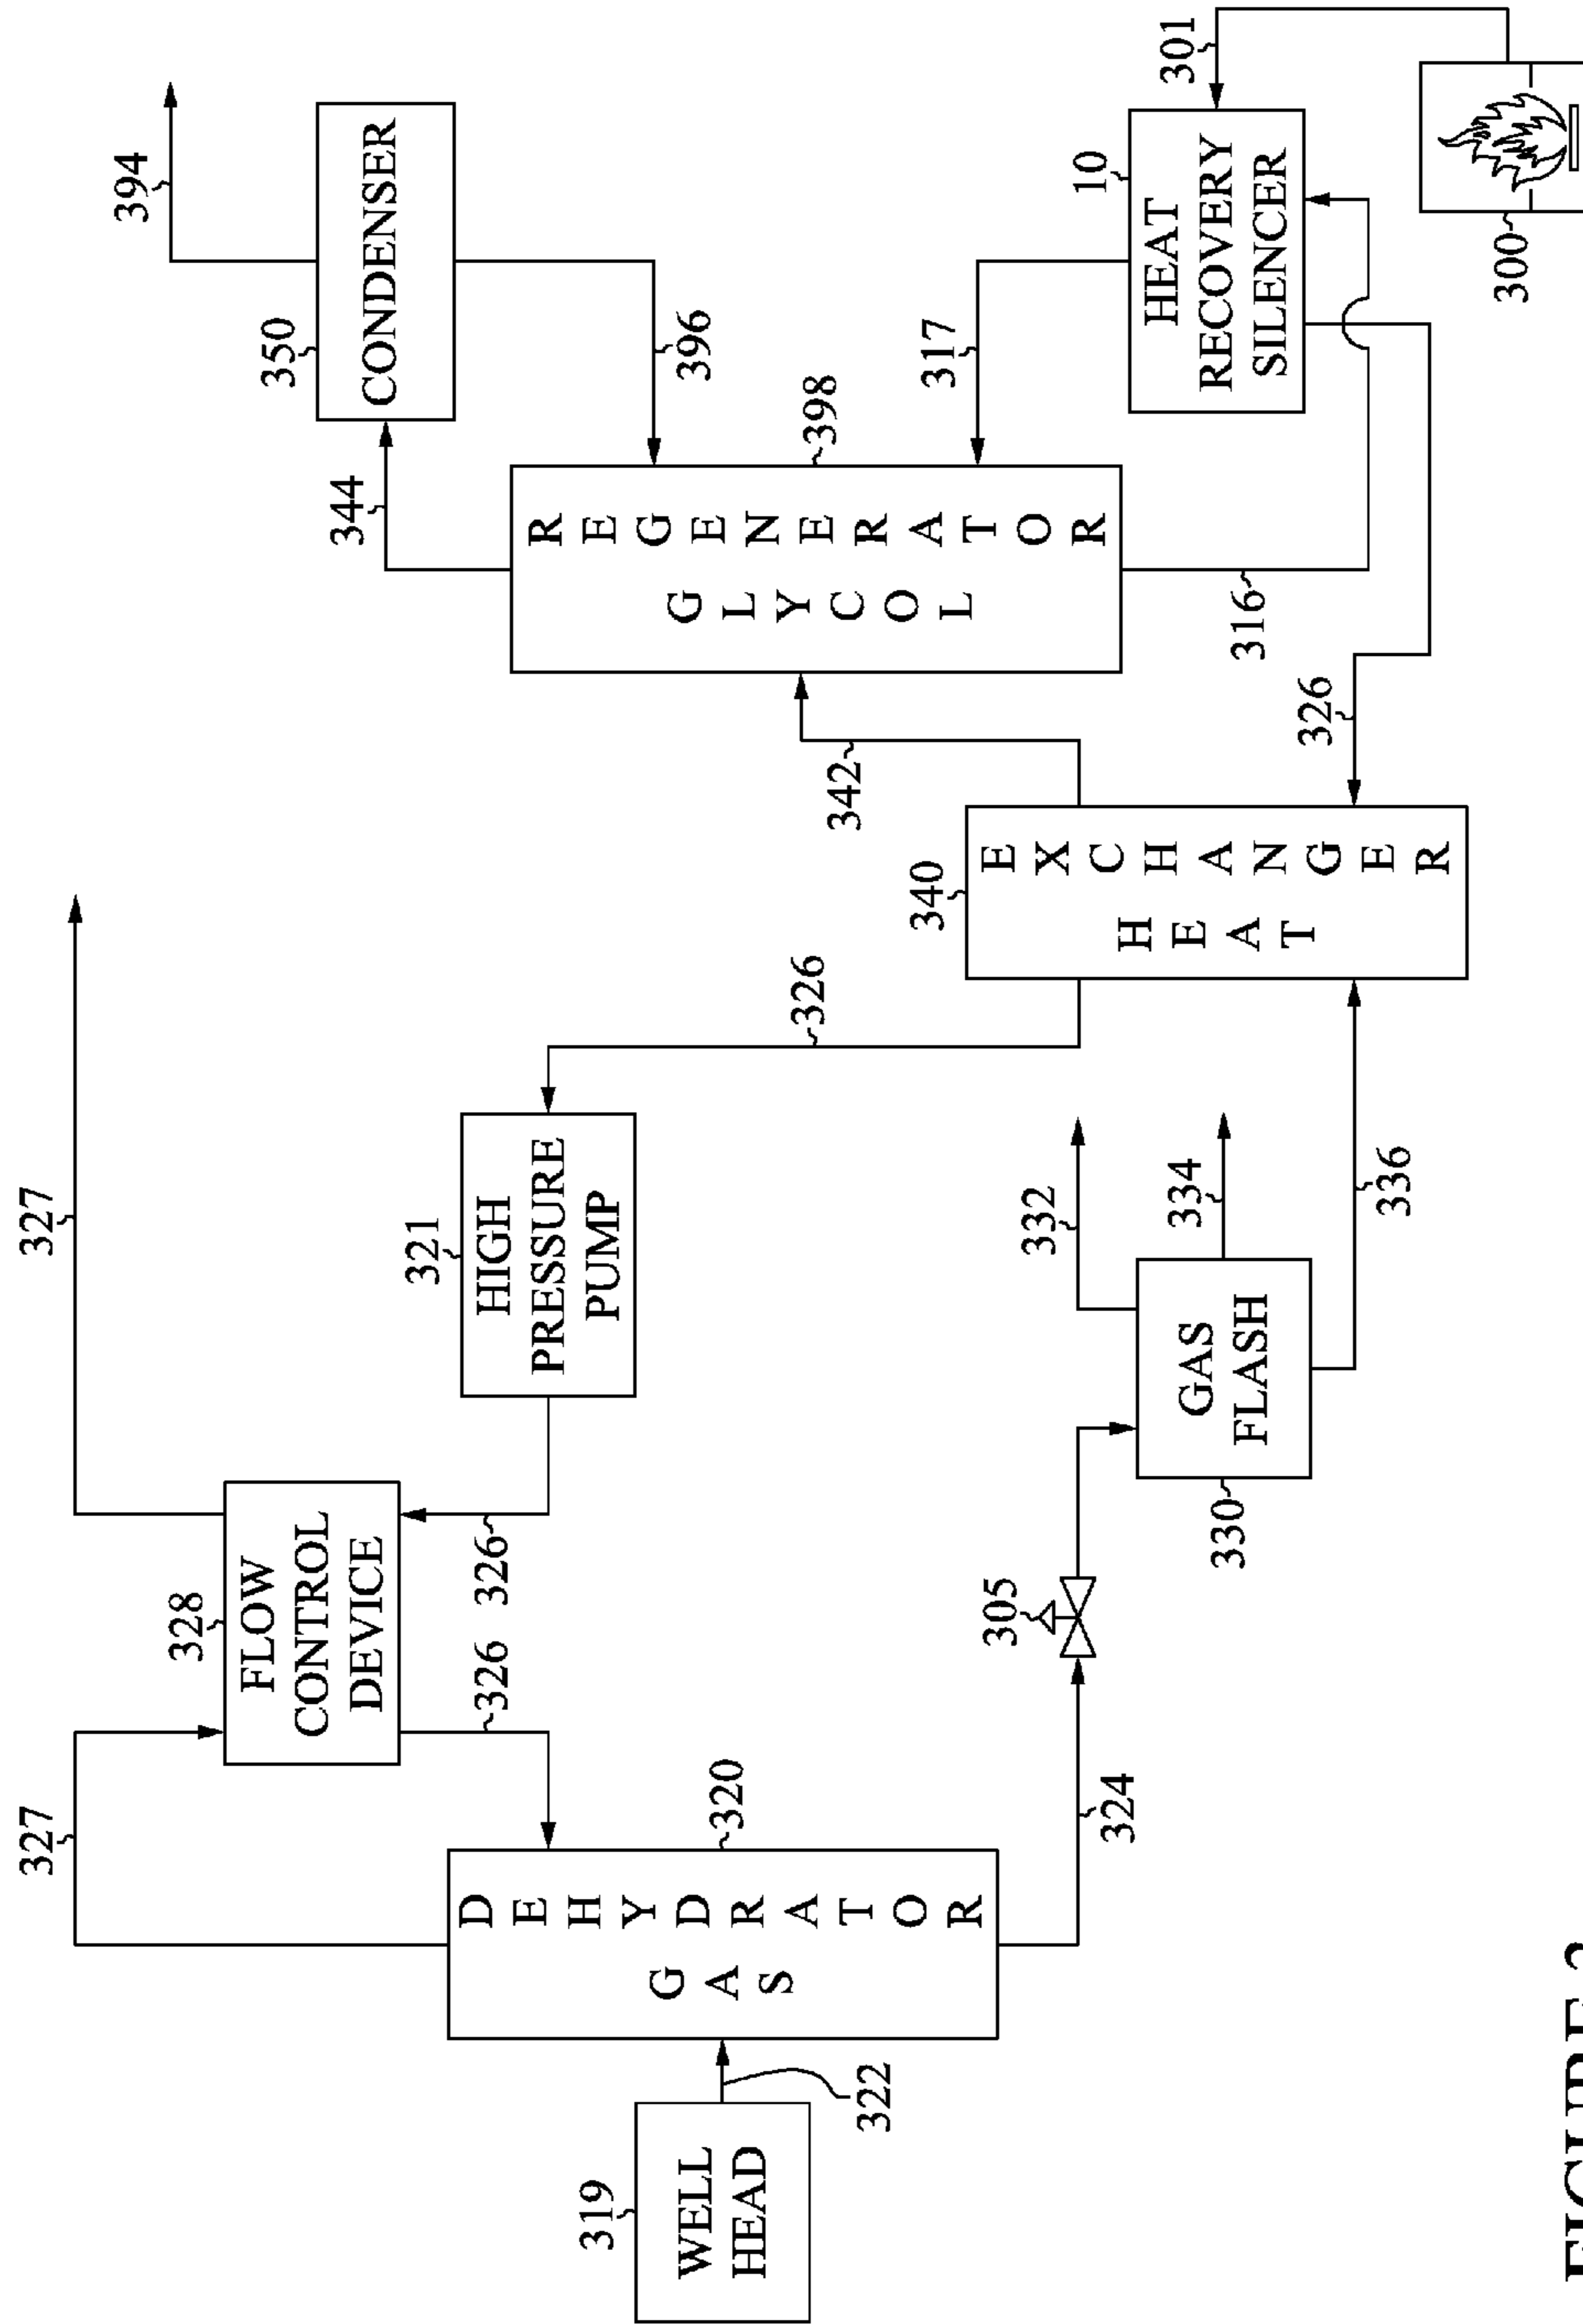 327
327
394
328
FLOW
CONTROL
DEVICE
350
CONDENSER
344
326
326
321
HIGH
PRESSURE
PUMP
396
319
WELL
HEAD
322
GAS
DEHYDRATOR
320
326
GLYCOL
REGENERATOR
398
342
317
340
HEAT
EXCHANGER
10
HEAT
RECOVERY
SILENCER
301
305
324
332
334
330
GAS
FLASH
336
316
326
300